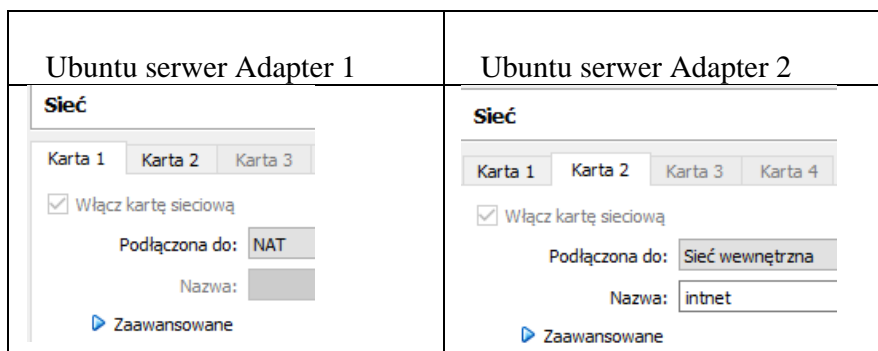 Ubuntu serwer Adapter 1
Sieć
Karta 1 Karta 2 Karta 3
Włącz kartę sieciową
Podłączona do: NAT
Nazwa:
Zaawansowane
Ubuntu serwer Adapter 2
Sieć
Karta 1 Karta 2 Karta 3 Karta 4
Włącz kartę sieciową
Podłączona do: Sieć wewnętrzna
Nazwa: intnet
Zaawansowane